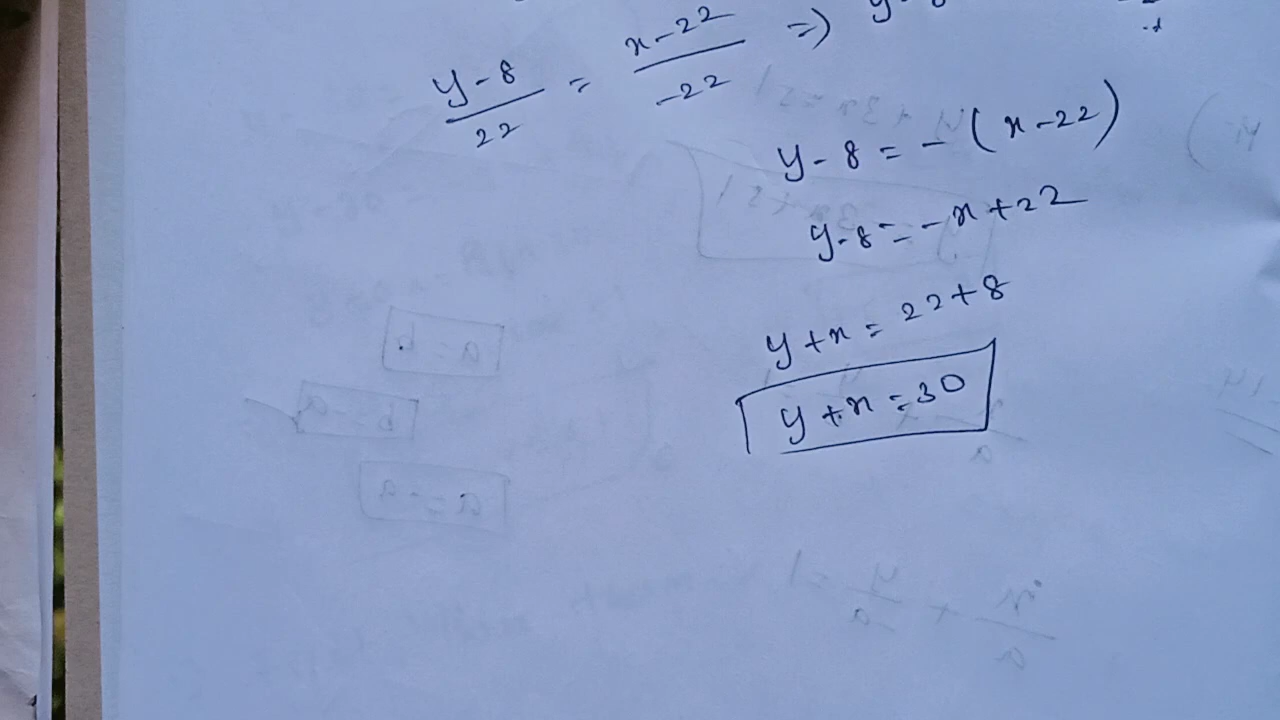 y-8/22 = x-22/-22 =>
y-8 = -(x-22)
y-8 = -x+22
y+x = 22+8
y+x = 30